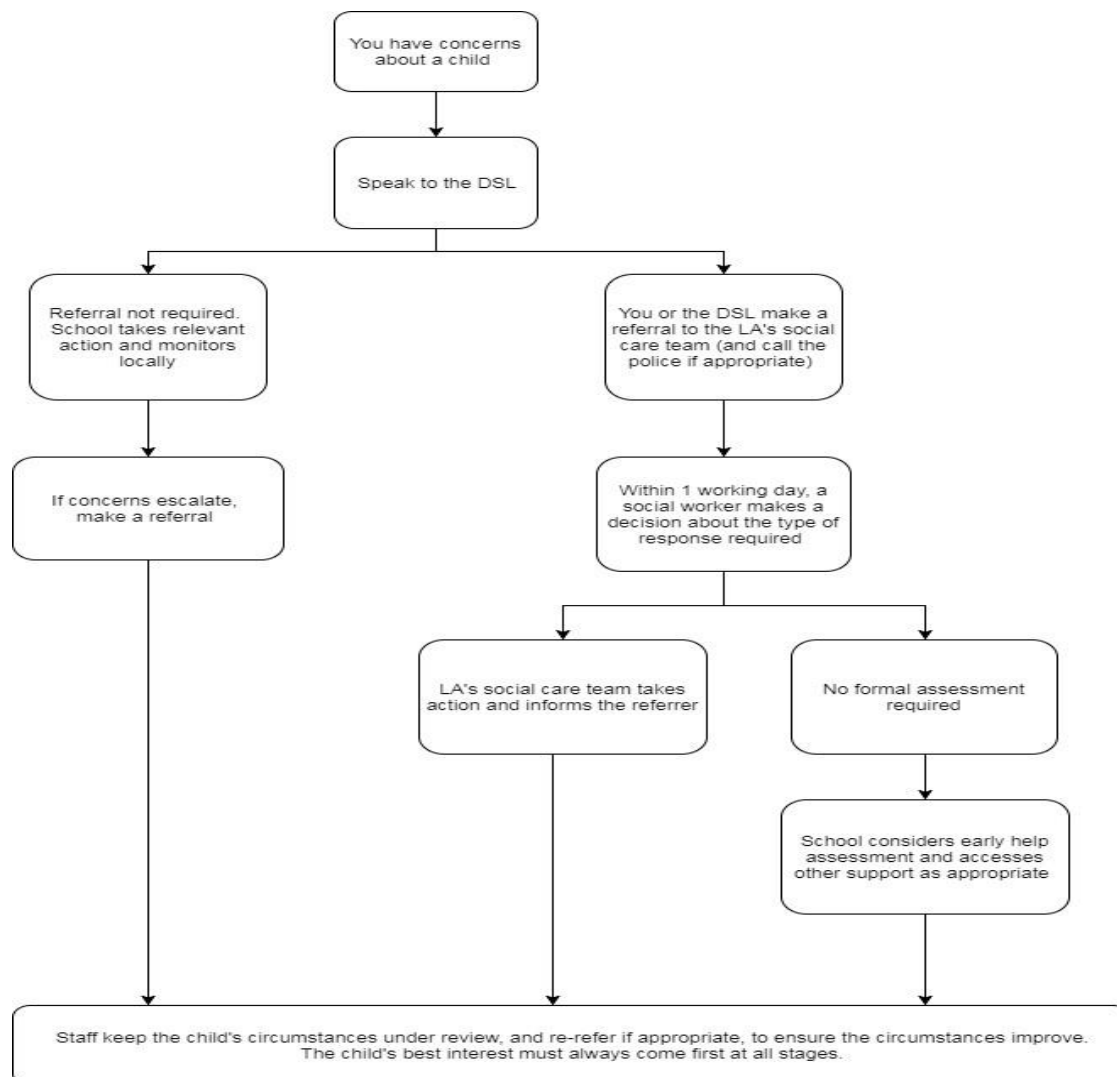 You have concerns
about a child
Speak to the DSL
Referral not required.
School takes relevant
action and monitors
locally
If concerns escalate,
make a referral
You or the DSL make a
referral to the LA's social
care team (and call the
police if appropriate)
Within 1 working day, a
social worker makes a
decision about the type of
response required
LA's social care team takes
action and informs the referrer
No formal assessment
required
School considers early help
assessment and accesses
other support as appropriate
Staff keep the child's circumstances under review, and re-refer if appropriate, to ensure the circumstances improve.
The child's best interest must always come first at all stages.